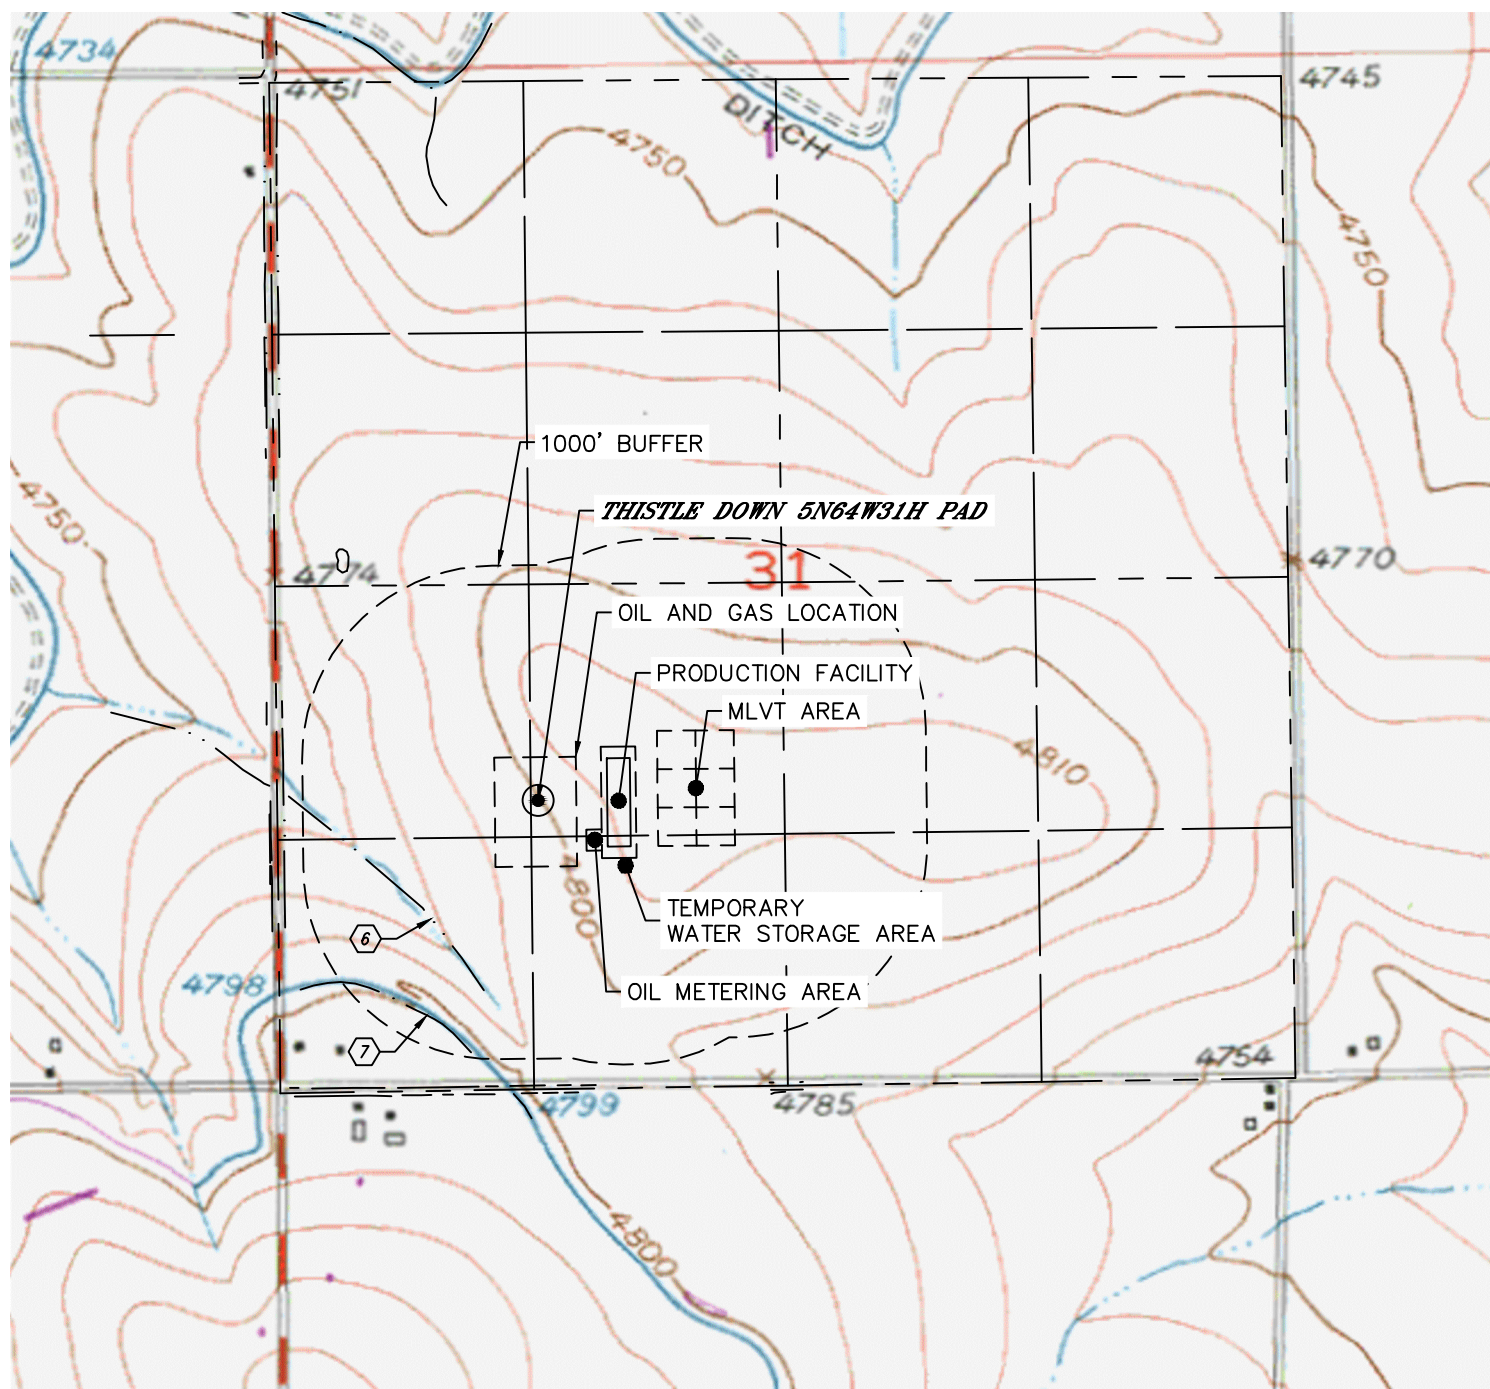 4734
4751
4745
DITCH
4750
4750
1000' BUFFER
THISTLE DOWN 5N64W31H PAD
4750
31
4774
4770
OIL AND GAS LOCATION
PRODUCTION FACILITY
MLVT AREA
4810
4800
TEMPORARY
WATER STORAGE AREA
6
4798
OIL METERING AREA
7
4754
4799
4785
4800